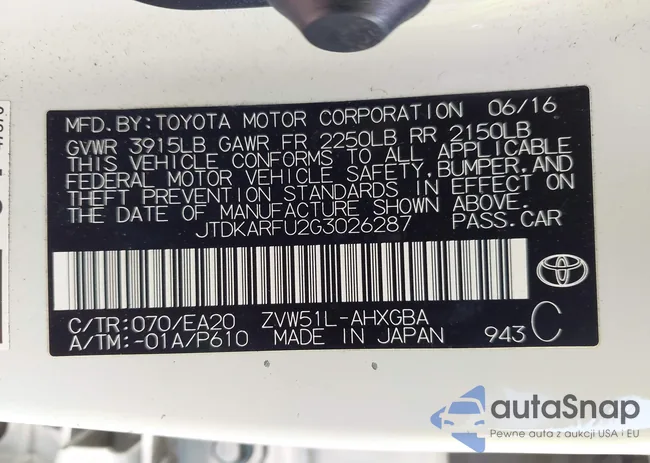 MFD.BY:TOYOTA MOTOR CORPORATION 06/16
GVWR 3915LB GAWR FR 2250LB RR 2150LB
THIS VEHICLE CONFORMS TO ALL APPLICABLE
FEDERAL MOTOR VEHICLE SAFETY,BUMPER,AND
THEFT PREVENTION STANDARDS IN EFFECT ON
THE DATE OF MANUFACTURE SHOWN ABOVE.
JTDKARFU2G3026287 PASS.CAR
C/TR:070/EA20 ZVW51L-AHXGBA
A/TM:-01A/P610 MADE IN JAPAN 943 C
autaSnap
Pewne auta z aukcji USA i EU